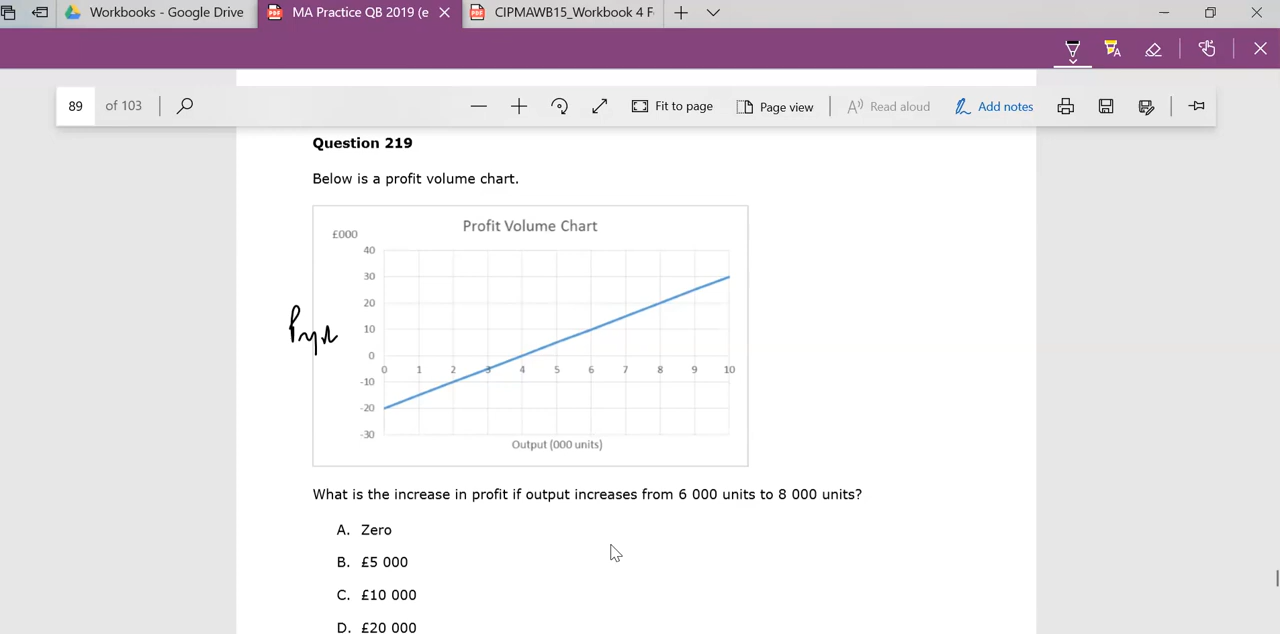 Workbooks - Google Drive
MA Practice QB 2019 (e
CIPMAWB15_Workbook 4 F
89 of 103
Fit to page
Page view
Read aloud
Add notes
Question 219
Below is a profit volume chart.
Profit Volume Chart
£000
40
30
20
10
0
-10
-20
-30
0 1 2 3 4 5 6 7 8 9 10
Output (000 units)
What is the increase in profit if output increases from 6 000 units to 8 000 units?
A. Zero
B. £5 000
C. £10 000
D. £20 000